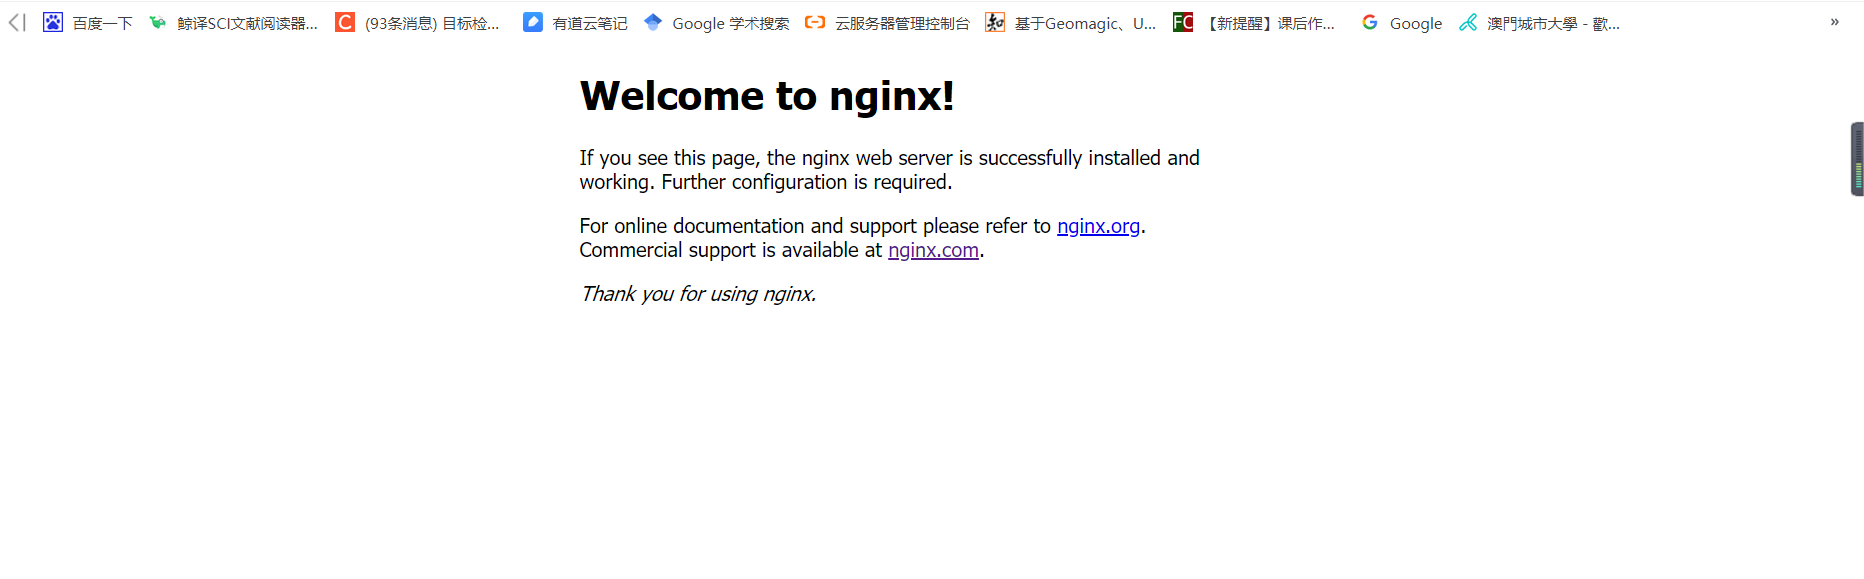 百度一下 鲸译SCI文献阅读器... C (93条消息) 目标检... 有道云笔记 Google 学术搜索 云服务器管理控制台 知 基于Geomagic、U... FC 【新提醒】课后作... G Google 澳門城市大學 - 歡... »
Welcome to nginx!
If you see this page, the nginx web server is successfully installed and
working. Further configuration is required.
For online documentation and support please refer to nginx.org.
Commercial support is available at nginx.com.
Thank you for using nginx.